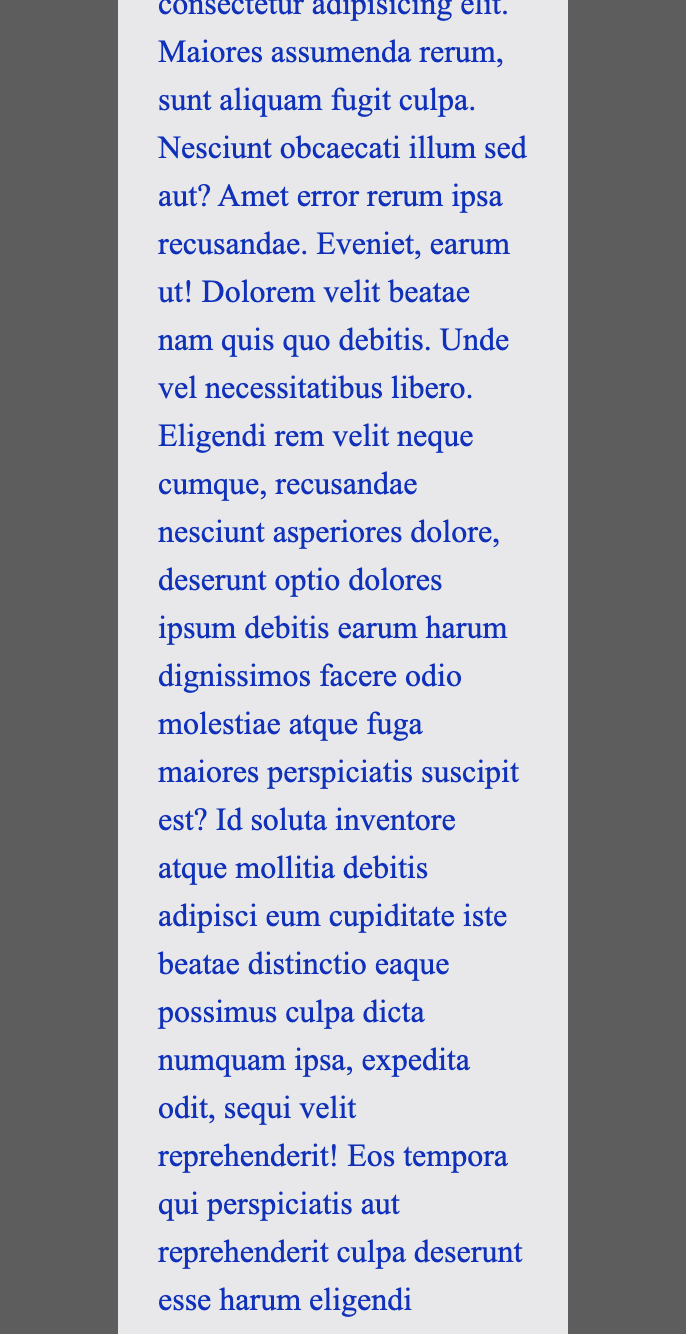 consectetur adipisicing elit.
Maiores assumenda rerum,
sunt aliquam fugit culpa.
Nesciunt obcaecati illum sed
aut? Amet error rerum ipsa
recusandae. Eveniet, earum
ut! Dolorem velit beatae
nam quis quo debitis. Unde
vel necessitatibus libero.
Eligendi rem velit neque
cumque, recusandae
nesciunt asperiores dolore,
deserunt optio dolores
ipsum debitis earum harum
dignissimos facere odio
molestiae atque fuga
maiores perspiciatis suscipit
est? Id soluta inventore
atque mollitia debitis
adipisci eum cupiditate iste
beatae distinctio eaque
possimus culpa dicta
numquam ipsa, expedita
odit, sequi velit
reprehenderit! Eos tempora
qui perspiciatis aut
reprehenderit culpa deserunt
esse harum eligendi